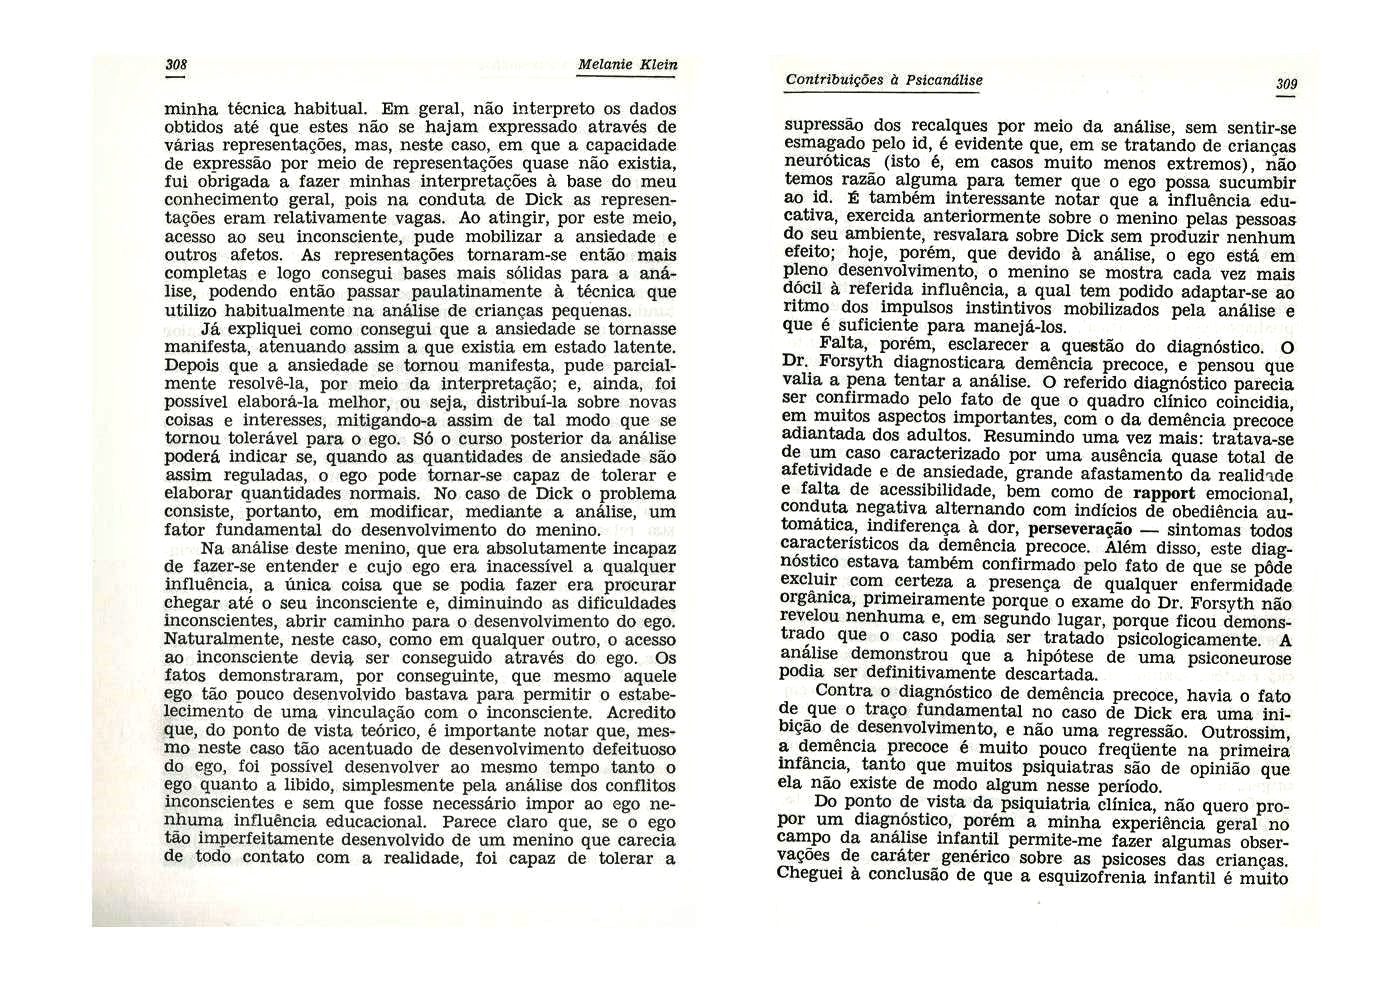 308
Melanie Klein
minha técnica habitual. Em geral, não interpreto os dados
obtidos até que estes não se hajam expressado através de
várias representações, mas, neste caso, em que a capacidade
de expressão por meio de representações quase não existia,
fui obrigada a fazer minhas interpretações à base do meu
conhecimento geral, pois na conduta de Dick as represen-
tações eram relativamente vagas. Ao atingir, por este meio,
acesso ao seu inconsciente, pude mobilizar a ansiedade e
outros afetos. As representações tornaram-se então mais
completas e logo consegui bases mais sólidas para a aná-
lise, podendo então passar paulatinamente à técnica que
utilizo habitualmente na análise de crianças pequenas.
Já expliquei como consegui que a ansiedade se tornasse
manifesta, atenuando assim a que existia em estado latente.
Depois que a ansiedade se tornou manifesta, pude parcial-
mente resolvê-la, por meio da interpretação; e, ainda, foi
possível elaborá-la melhor, ou seja, distribuí-la sobre novas
coisas e interesses, mitigando-a assim de tal modo que se
tornou tolerável para o ego. Só o curso posterior da análise
poderá indicar se, quando as quantidades de ansiedade são
assim reguladas, o ego pode tornar-se capaz de tolerar e
elaborar quantidades normais. No caso de Dick o problema
consiste, portanto, em modificar, mediante a análise, um
fator fundamental do desenvolvimento do menino.
Na análise deste menino, que era absolutamente incapaz
de fazer-se entender e cujo ego era inacessível a qualquer
influência, a única coisa que se podia fazer era procurar
chegar até o seu inconsciente e, diminuindo as dificuldades
inconscientes, abrir caminho para o desenvolvimento do ego.
Naturalmente, neste caso, como em qualquer outro, o acesso
ao inconsciente devia ser conseguido através do ego. Os
fatos demonstraram, por conseguinte, que mesmo aquele
ego tão pouco desenvolvido bastava para permitir o estabe-
lecimento de uma vinculação com o inconsciente. Acredito
que, do ponto de vista teórico, é importante notar que, mes-
mo neste caso tão acentuado de desenvolvimento defeituoso
do ego, foi possível desenvolver ao mesmo tempo tanto o
ego quanto a libido, simplesmente pela análise dos conflitos
inconscientes e sem que fosse necessário impor ao ego ne-
nhuma influência educacional. Parece claro que, se o ego
tão imperfeitamente desenvolvido de um menino que carecia
de todo contato com a realidade, foi capaz de tolerar a
Contribuições à Psicanálise
309
supressão dos recalques por meio da análise, sem sentir-se
esmagado pelo id, é evidente que, em se tratando de crianças
neuróticas (isto é, em casos muito menos extremos), não
temos razão alguma para temer que o ego possa sucumbir
ao id. É também interessante notar que a influência edu-
cativa, exercida anteriormente sobre o menino pelas pessoas
do seu ambiente, resvalara sobre Dick sem produzir nenhum
efeito; hoje, porém, que devido à análise, o ego está em
pleno desenvolvimento, o menino se mostra cada vez mais
dócil à referida influência, a qual tem podido adaptar-se ao
ritmo dos impulsos instintivos mobilizados pela análise e
que é suficiente para manejá-los.
Falta, porém, esclarecer a questão do diagnóstico. O
Dr. Forsyth diagnosticara demência precoce, e pensou que
valia a pena tentar a análise. O referido diagnóstico parecia
ser confirmado pelo fato de que o quadro clínico coincidia,
em muitos aspectos importantes, com o da demência precoce
adiantada dos adultos. Resumindo uma vez mais: tratava-se
de um caso caracterizado por uma ausência quase total de
afetividade e de ansiedade, grande afastamento da realidade
e falta de acessibilidade, bem como de rapport emocional,
conduta negativa alternando com indícios de obediência au-
tomática, indiferença à dor, perseveração — sintomas todos
característicos da demência precoce. Além disso, este diag-
nóstico estava também confirmado pelo fato de que se pôde
excluir com certeza a presença de qualquer enfermidade
orgânica, primeiramente porque o exame do Dr. Forsyth não
revelou nenhuma e, em segundo lugar, porque ficou demons-
trado que o caso podia ser tratado psicologicamente. A
análise demonstrou que a hipótese de uma psiconeurose
podia ser definitivamente descartada.
Contra o diagnóstico de demência precoce, havia o fato
de que o traço fundamental no caso de Dick era uma ini-
bição de desenvolvimento, e não uma regressão. Outrossim,
a demência precoce é muito pouco freqüente na primeira
infância, tanto que muitos psiquiatras são de opinião que
ela não existe de modo algum nesse período.
Do ponto de vista da psiquiatria clínica, não quero pro-
por um diagnóstico, porém a minha experiência geral no
campo da análise infantil permite-me fazer algumas obser-
vações de caráter genérico sobre as psicoses das crianças.
Cheguei à conclusão de que a esquizofrenia infantil é muito